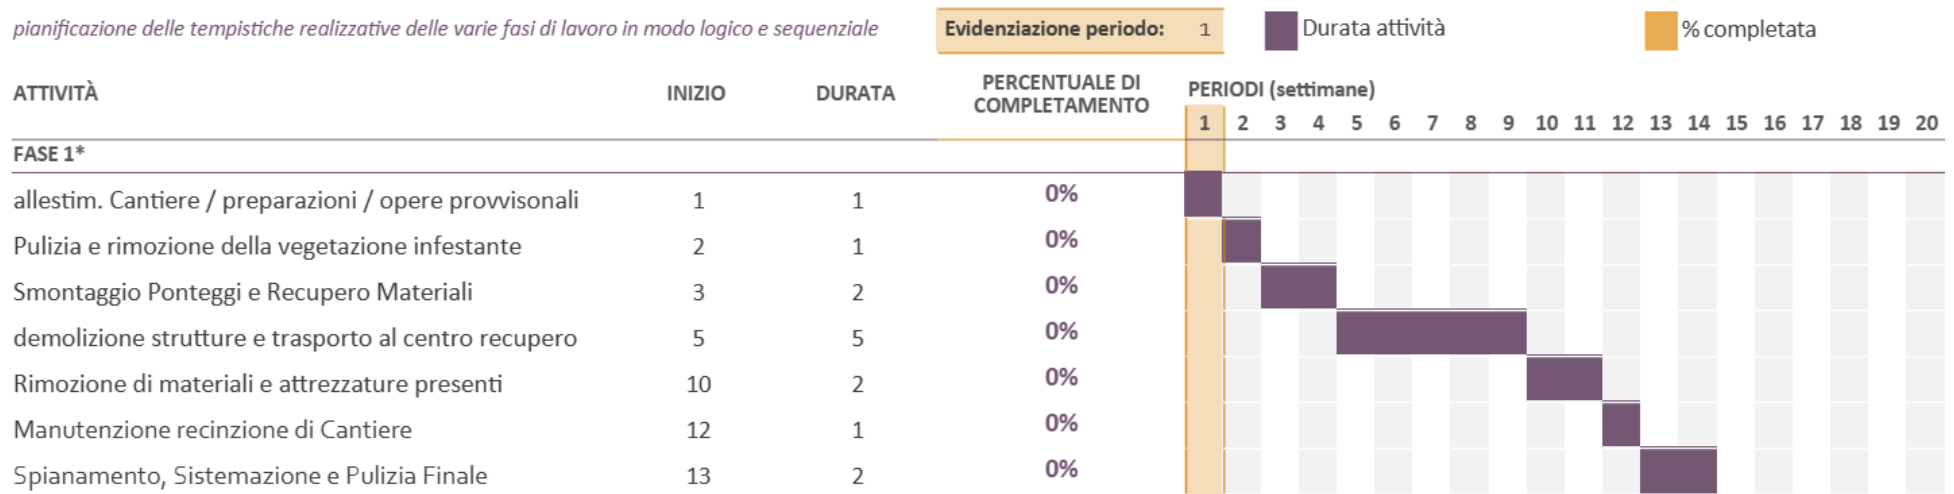 pianificazione delle tempistiche realizzative delle varie fasi di lavoro in modo logico e sequenziale
Evidenziazione periodo: 1
Durata attività
% completata
ATTIVITÀ INIZIO DURATA PERCENTUALE DI COMPLETAMENTO PERIODI (settimane)
1 2 3 4 5 6 7 8 9 10 11 12 13 14 15 16 17 18 19 20
FASE 1*
allestim. Cantiere / preparazioni / opere provvisonali 1 1 0%
Pulizia e rimozione della vegetazione infestante 2 1 0%
Smontaggio Ponteggi e Recupero Materiali 3 2 0%
demolizione strutture e trasporto al centro recupero 5 5 0%
Rimozione di materiali e attrezzature presenti 10 2 0%
Manutenzione recinzione di Cantiere 12 1 0%
Spianamento, Sistemazione e Pulizia Finale 13 2 0%